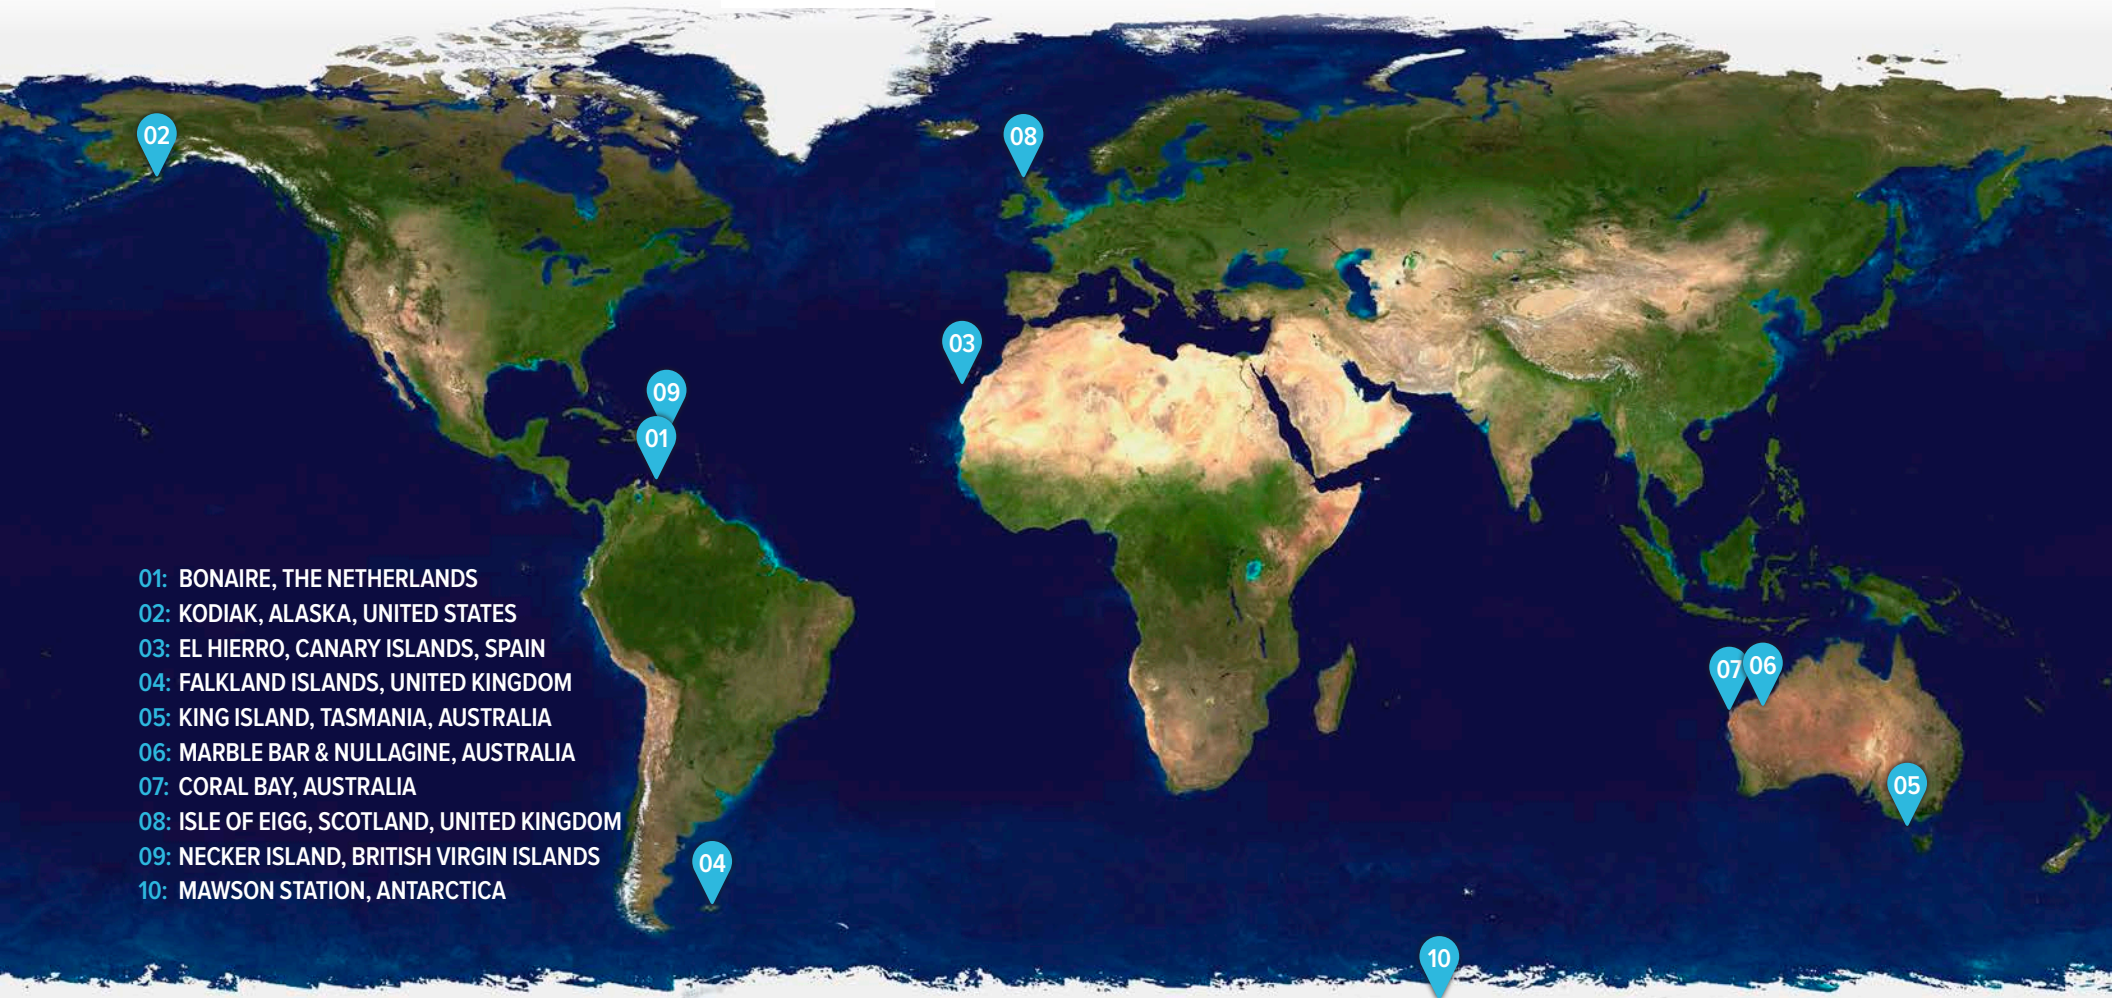 02
08
03
09
01
07
06
05
04
10
01: BONAIRE, THE NETHERLANDS
02: KODIAK, ALASKA, UNITED STATES
03: EL HIERRO, CANARY ISLANDS, SPAIN
04: FALKLAND ISLANDS, UNITED KINGDOM
05: KING ISLAND, TASMANIA, AUSTRALIA
06: MARBLE BAR & NULLAGINE, AUSTRALIA
07: CORAL BAY, AUSTRALIA
08: ISLE OF EIGG, SCOTLAND, UNITED KINGDOM
09: NECKER ISLAND, BRITISH VIRGIN ISLANDS
10: MAWSON STATION, ANTARCTICA